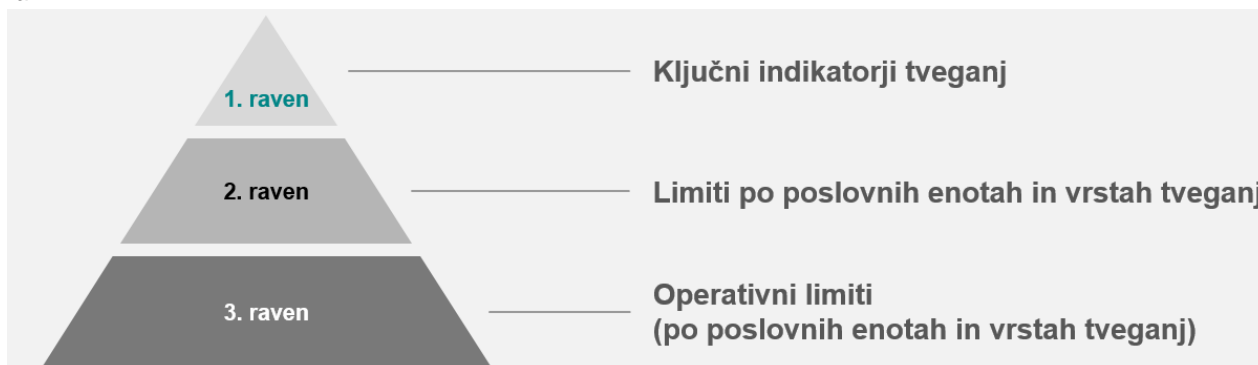 Ključni indikatorji tveganj
1. raven
2. raven
Limiti po poslovnih enotah in vrstah tveganj
Operativni limiti
3. raven
(po poslovnih enotah in vrstah tveganj)